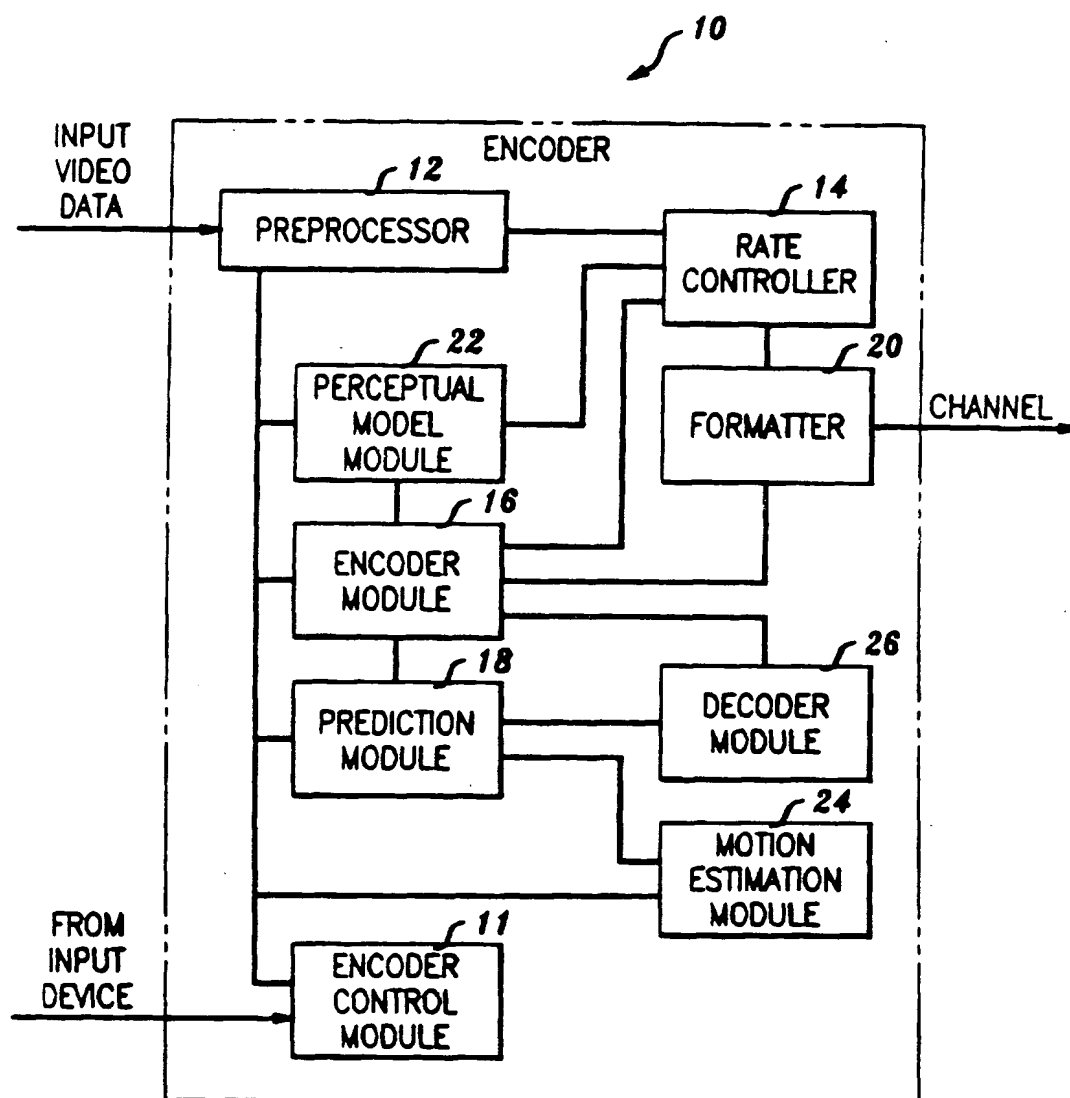 10
INPUT
VIDEO
DATA
ENCODER
12
PREPROCESSOR
14
RATE
CONTROLLER
22
PERCEPTUAL
MODEL
MODULE
20
FORMATTER
CHANNEL
16
ENCODER
MODULE
18
PREDICTION
MODULE
26
DECODER
MODULE
24
MOTION
ESTIMATION
MODULE
FROM
INPUT
DEVICE
11
ENCODER
CONTROL
MODULE